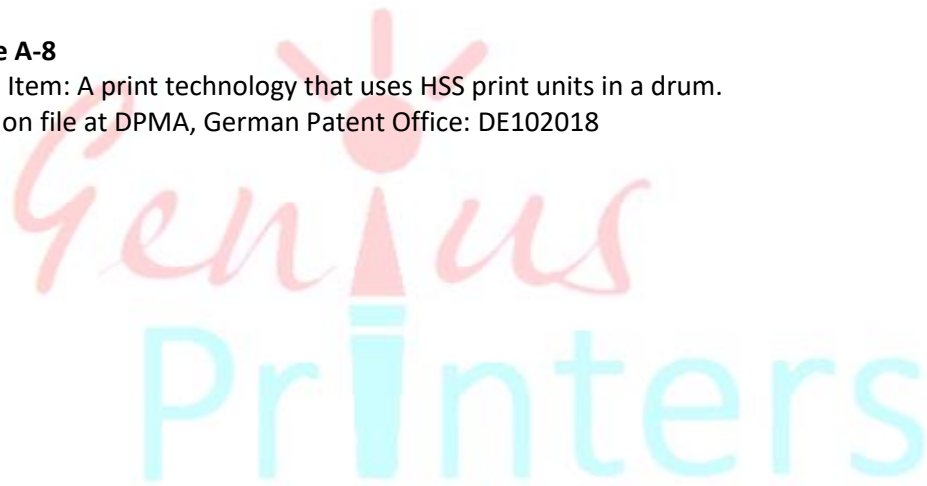 e A-8
Item: A print technology that uses HSS print units in a drum.
on file at DPMA, German Patent Office: DE102018
Genius
Printers